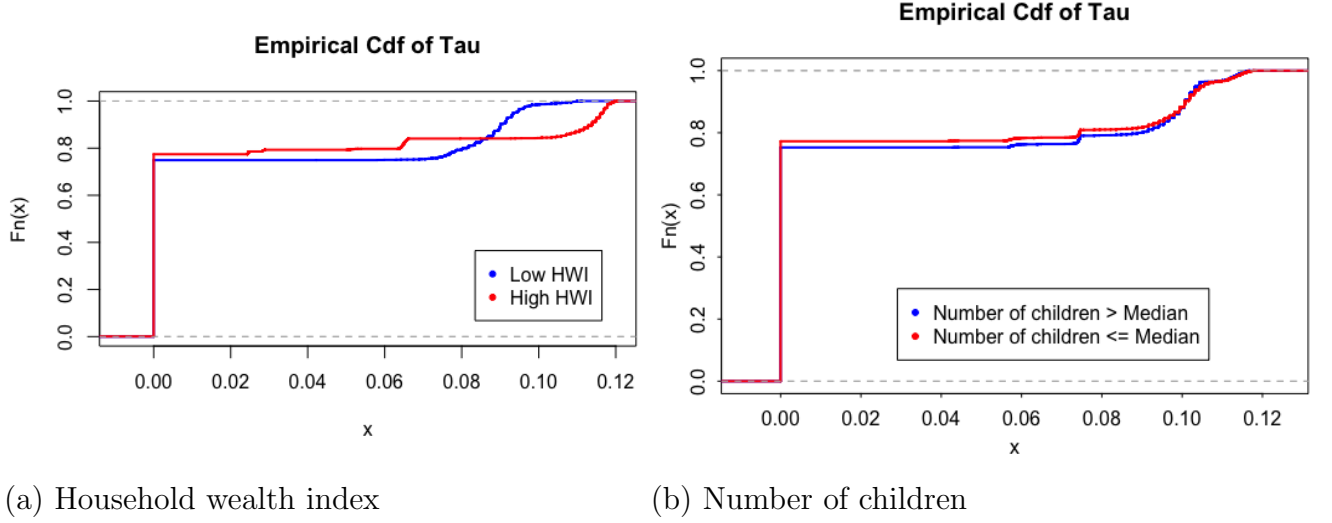 Empirical Cdf of Tau
Fn(x)
1.0
0.8
0.6
0.4
0.2
0.0
Low HWI
High HWI
0.00 0.02 0.04 0.06 0.08 0.10 0.12
x
(a) Household wealth index
Empirical Cdf of Tau
Fn(x)
1.0
0.8
0.6
0.4
0.2
0.0
Number of children > Median
Number of children <= Median
0.00 0.02 0.04 0.06 0.08 0.10 0.12
x
(b) Number of children